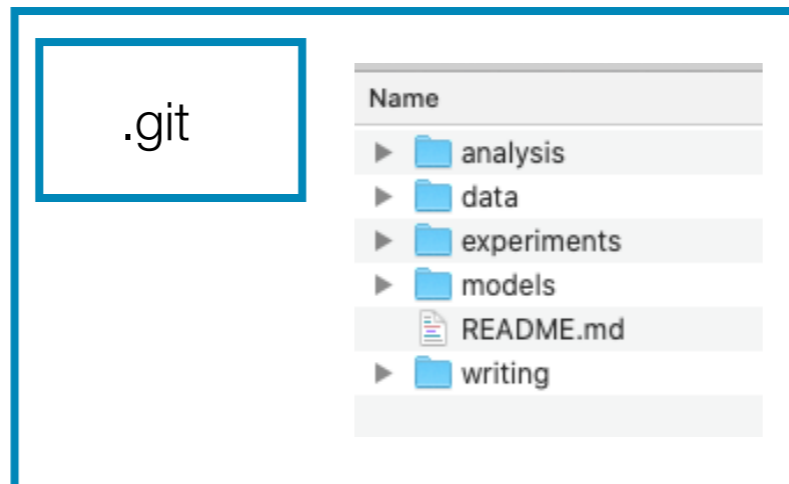 .git
Name
analysis
data
experiments
models
README.md
writing